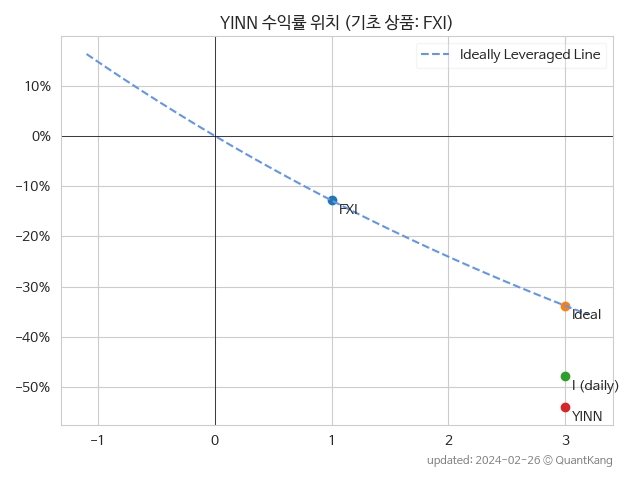 YINN 수익률 위치 (기초 상품: FXI)
Ideally Leveraged Line
10%
0%
−10%
−20%
−30%
−40%
−50%
FXI
Ideal
I (daily)
YINN
−1
0
1
2
3
updated: 2024-02-26 © QuantKang